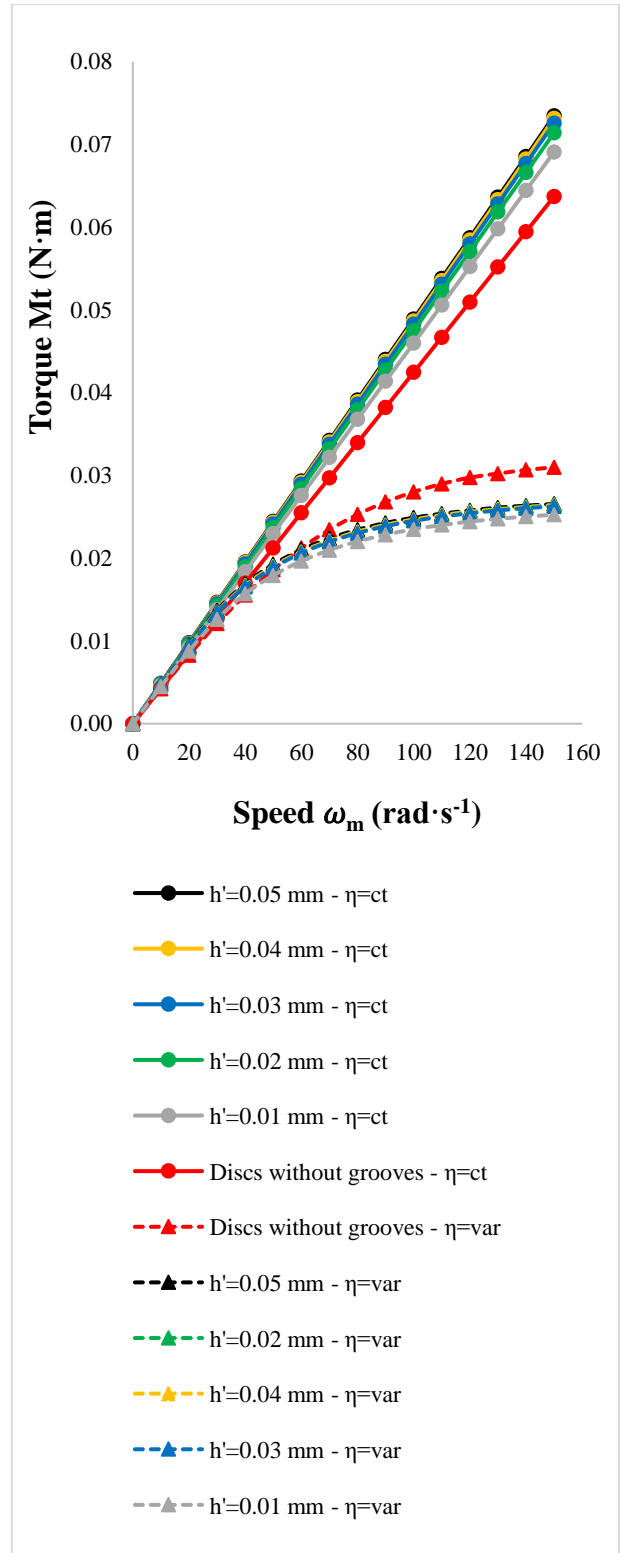 0.08
0.07
0.06
0.05
0.04
0.03
0.02
0.01
0.00
Torque Mt (N·m)
0 20 40 60 80 100 120 140 160
Speed ωm (rad·s-1)
h'=0.05 mm - η=ct
h'=0.04 mm - η=ct
h'=0.03 mm - η=ct
h'=0.02 mm - η=ct
h'=0.01 mm - η=ct
Discs without grooves - η=ct
Discs without grooves - η=var
h'=0.05 mm - η=var
h'=0.02 mm - η=var
h'=0.04 mm - η=var
h'=0.03 mm - η=var
h'=0.01 mm - η=var